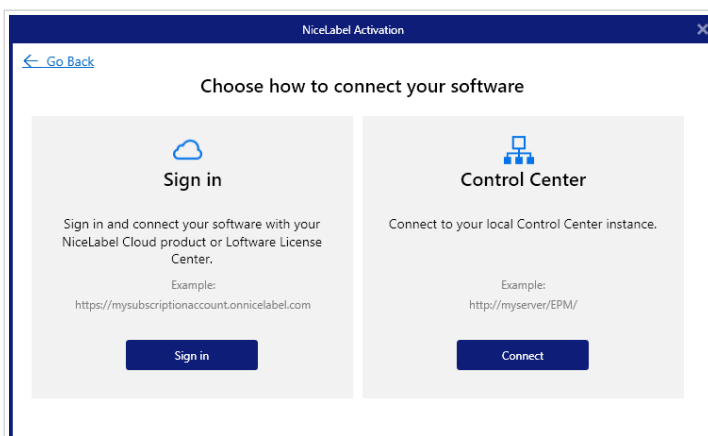 NiceLabel Activation
← Go Back
Choose how to connect your software
Sign in
Sign in and connect your software with your
NiceLabel Cloud product or Loftware License
Center.
Example:
https://mysubscriptionaccount.onnicelabel.com
Sign in
Control Center
Connect to your local Control Center instance.
Example:
http://myserver/EPM/
Connect